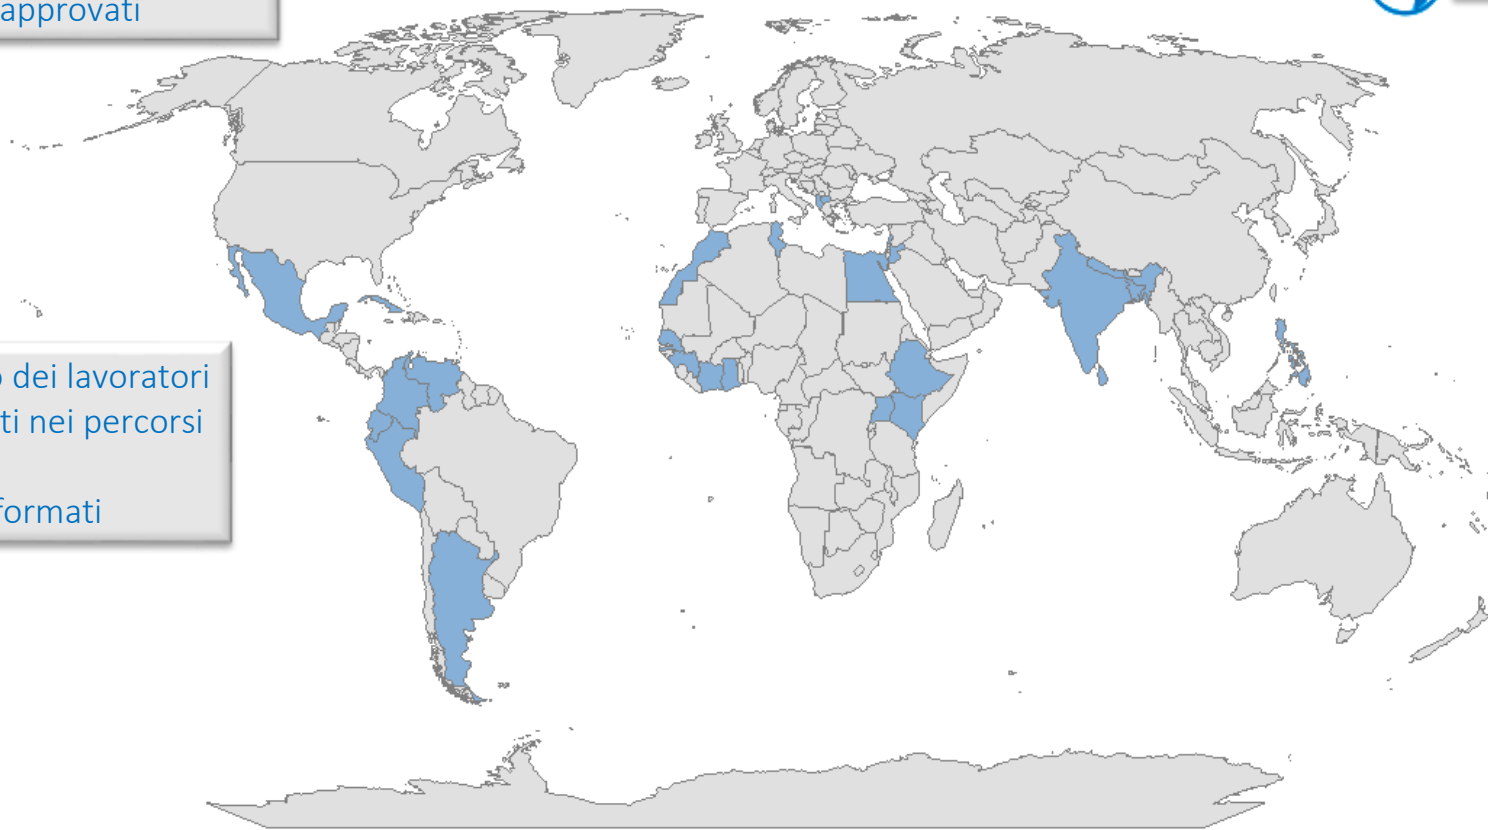 approvati
dei lavoratori
ti nei percorsi
formati